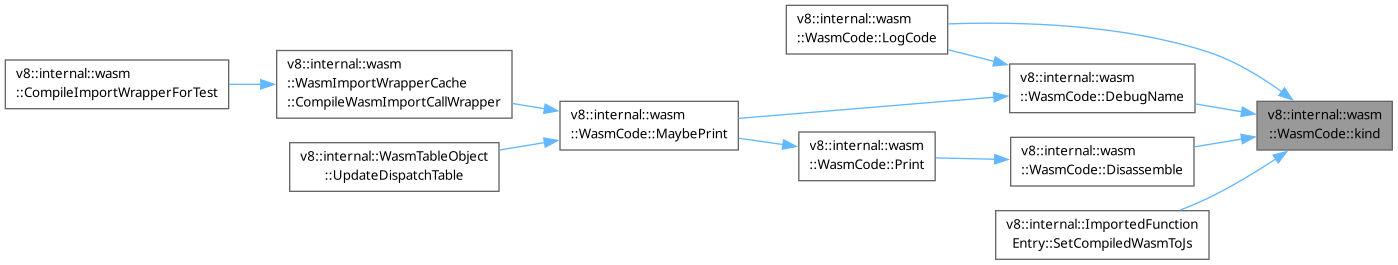 v8::internal::wasm
::CompileImportWrapperForTest
v8::internal::wasm
::WasmImportWrapperCache
::CompileWasmImportCallWrapper
v8::internal::WasmTableObject
::UpdateDispatchTable
v8::internal::wasm
::WasmCode::MaybePrint
v8::internal::wasm
::WasmCode::LogCode
v8::internal::wasm
::WasmCode::Print
v8::internal::wasm
::WasmCode::DebugName
v8::internal::wasm
::WasmCode::Disassemble
v8::internal::ImportedFunction
Entry::SetCompiledWasmToJs
v8::internal::wasm
::WasmCode::kind